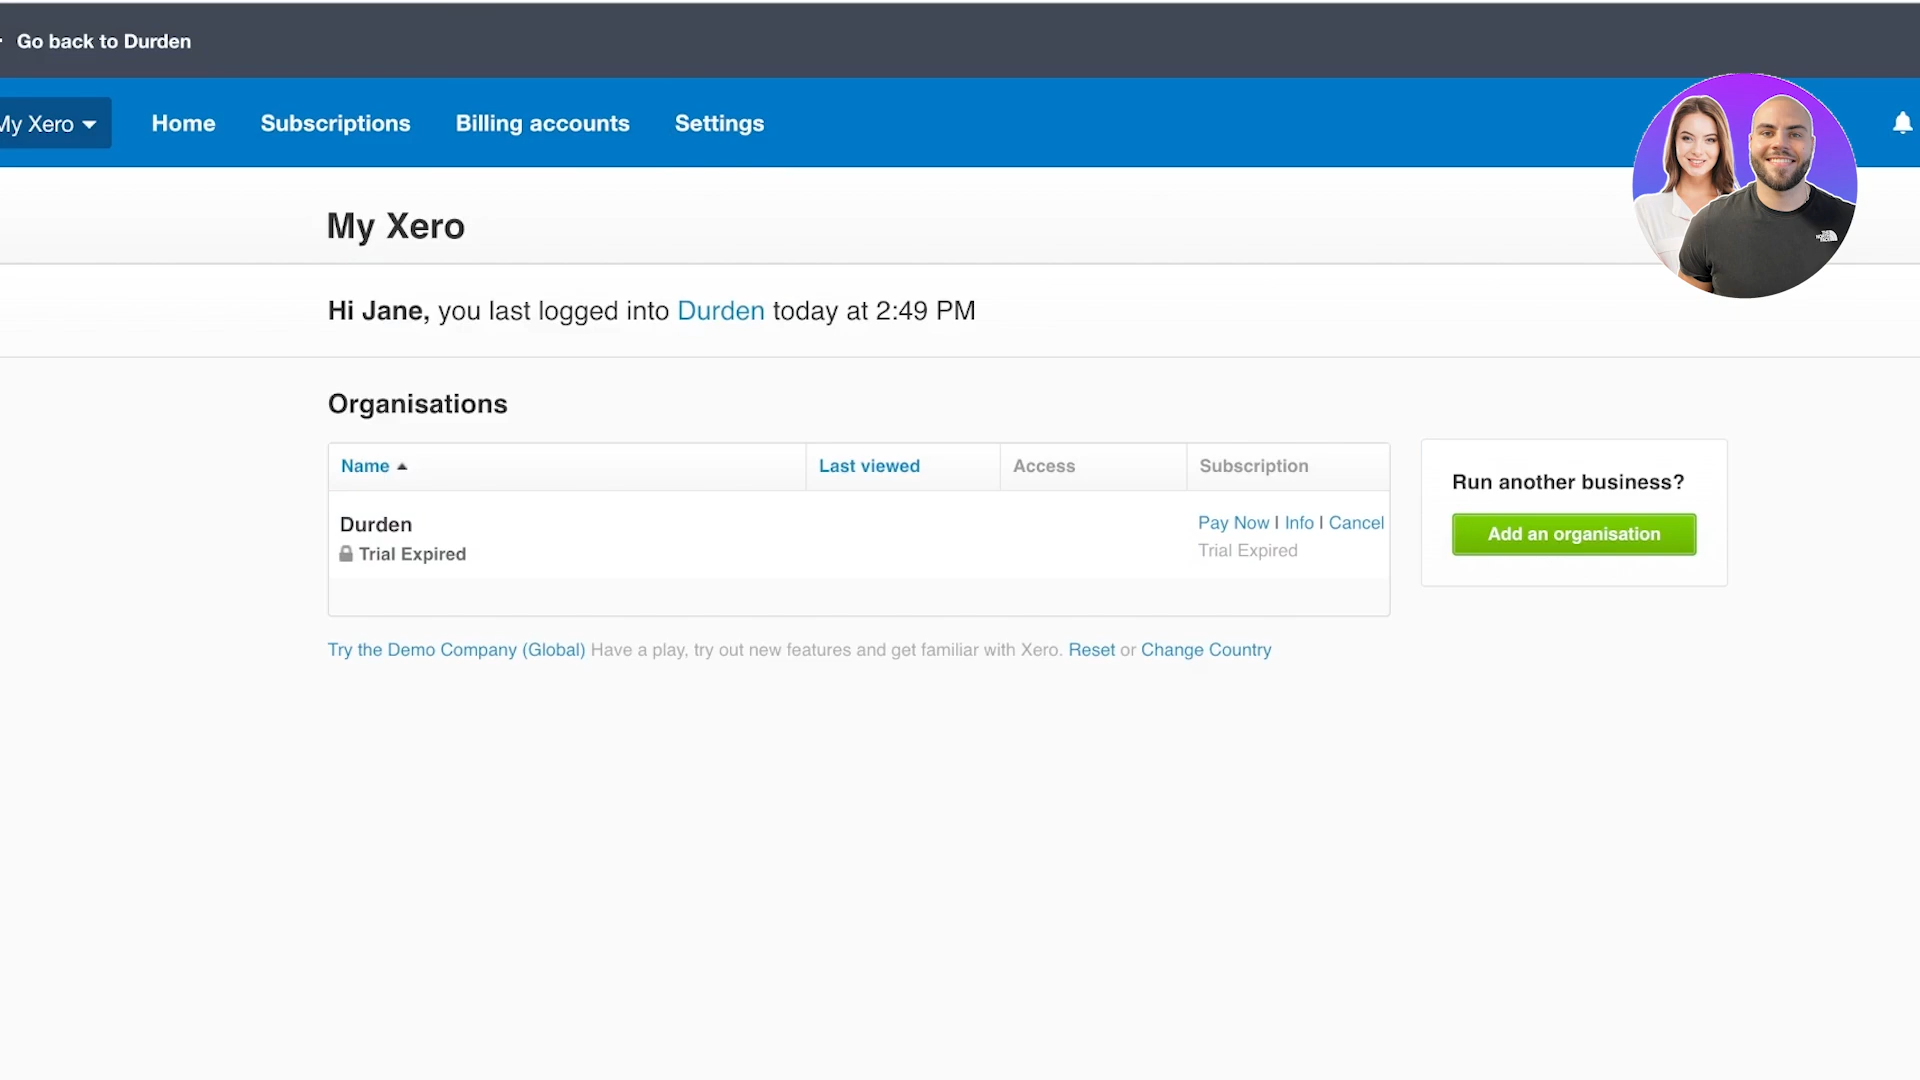 Go back to Durden
My Xero
Home
Subscriptions
Billing accounts
Settings
My Xero
Hi Jane, you last logged into Durden today at 2:49 PM
Organisations
Name
Last viewed
Access
Subscription
Durden
Trial Expired
Pay Now | Info | Cancel
Trial Expired
Run another business?
Add an organisation
Try the Demo Company (Global) Have a play, try out new features and get familiar with Xero. Reset or Change Country